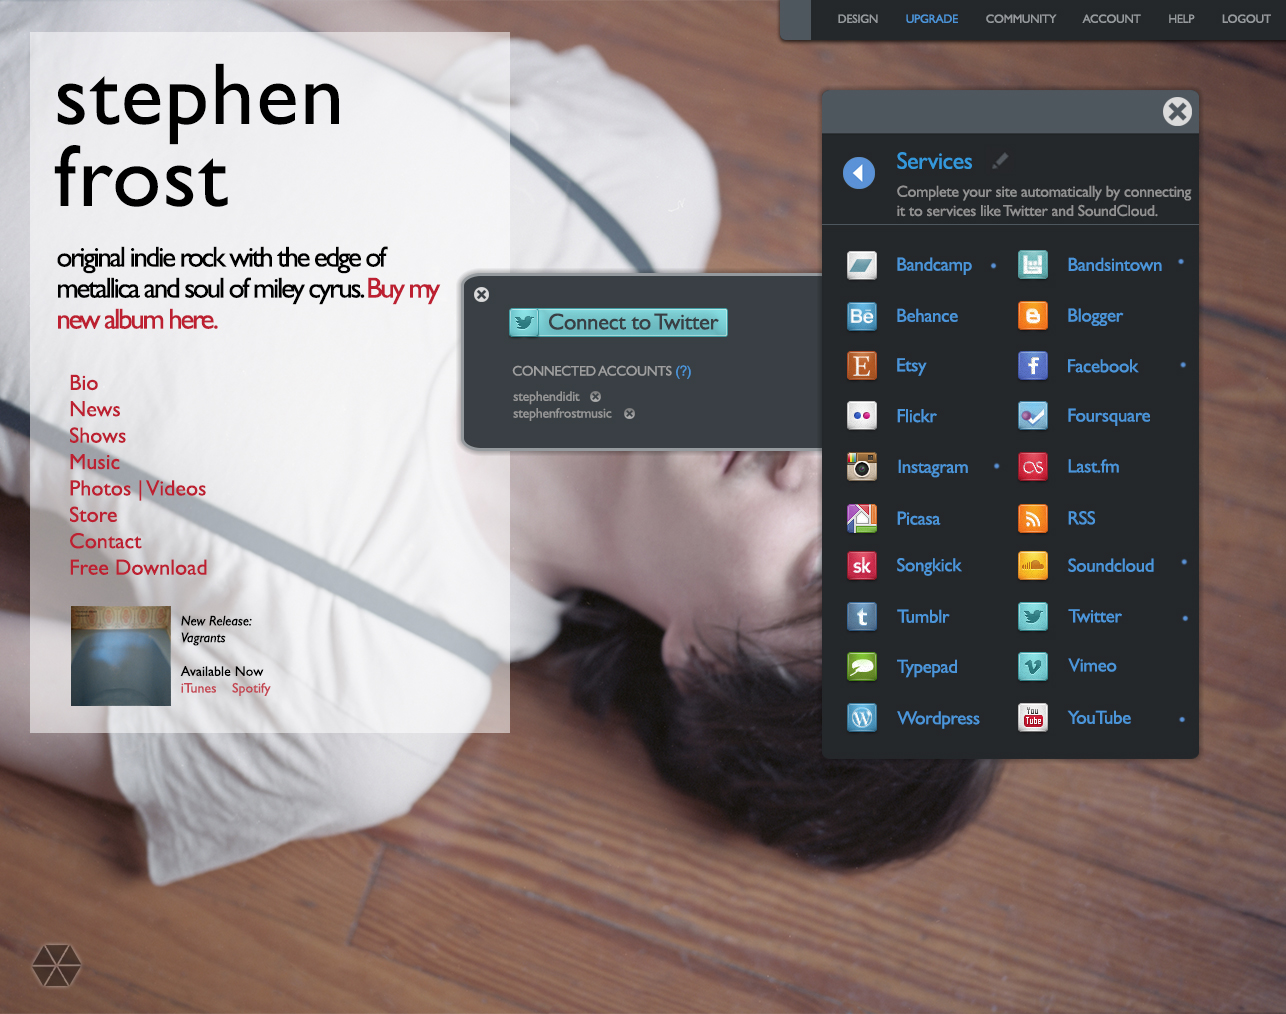 DESIGN UPGRADE COMMUNITY ACCOUNT HELP LOGOUT
stephen
frost
original indie rock with the edge of
metallica and soul of miley cyrus. Buy my
new album here.
Bio
News
Shows
Music
Photos | Videos
Store
Contact
Free Download
New Release:
Vagrants
Available Now
iTunes Spotify
Connect to Twitter
CONNECTED ACCOUNTS (?)
stephendidit
stephenfrostmusic
Services
Complete your site automatically by connecting
it to services like Twitter and SoundCloud.
Bandcamp Bandsintown
Bē Behance Blogger
E Etsy f Facebook
Flickr Foursquare
Instagram Last.fm
Picasa RSS
sk Songkick Soundcloud
t Tumblr Twitter
Typepad Vimeo
Wordpress You Tube YouTube